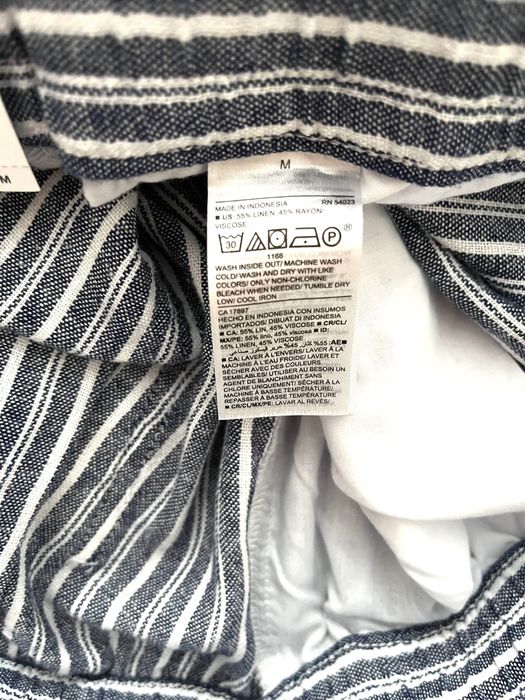 M
M
MADE IN INDONESIA RN 54023
■ US: 55% LINEN ,45% RAYON/
VISCOSE
30 P
1166
WASH INSIDE OUT/ MACHINE WASH
COLD/ WASH AND DRY WITH LIKE
COLORS/ ONLY NON-CHLORINE
BLEACH WHEN NEEDED/ TUMBLE DRY
LOW/ COOL IRON
CA 17897
HECHO EN INDONESIA CON INSUMOS
IMPORTADOS/ DIBUAT DI INDONESIA
■ CA: 55% LIN, 45% VISCOSE ■ CR/CL/
MX/PE: 55% lino, 45% viscosa ■ ID:
55% LINEN, 45% VISCOSE
■ CA: LAVER À L'ENVERS/ LAVER À LA
MACHINE À L'EAU FROIDE/ LAVER ET
SÉCHER AVEC DES COULEURS
SEMBLABLES/ UTILISER AU BESOIN UN
AGENT DE BLANCHIMENT SANS
CHLORE UNIQUEMENT/ SÉCHER À LA
MACHINE À BASSE TEMPÉRATURE/
REPASSER À BASSE TEMPÉRATURE
■ CR/CL/MX/PE: LAVAR AL REVÉS/